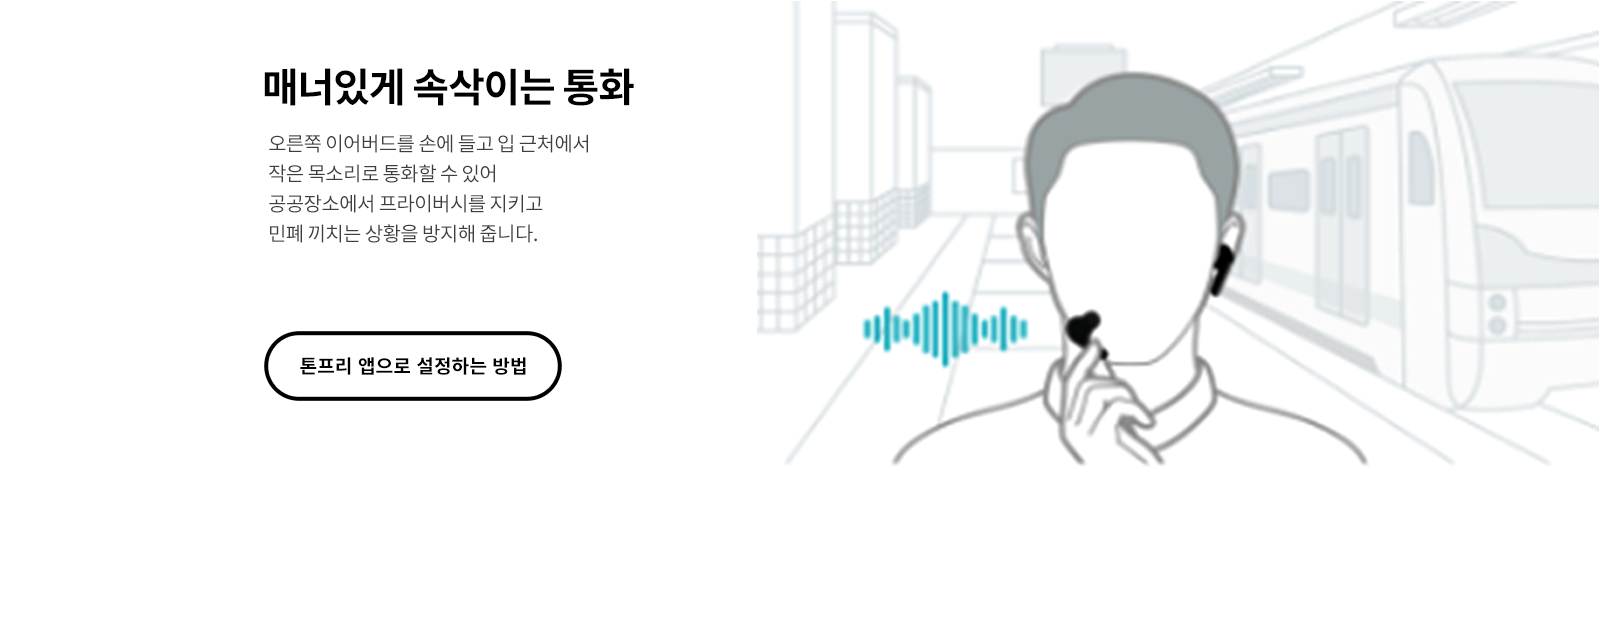 매너있게 속삭이는 통화
오른쪽 이어버드를 손에 들고 입 근처에서
작은 목소리로 통화할 수 있어
공공장소에서 프라이버시를 지키고
민폐 끼치는 상황을 방지해 줍니다.
톤프리 앱으로 설정하는 방법